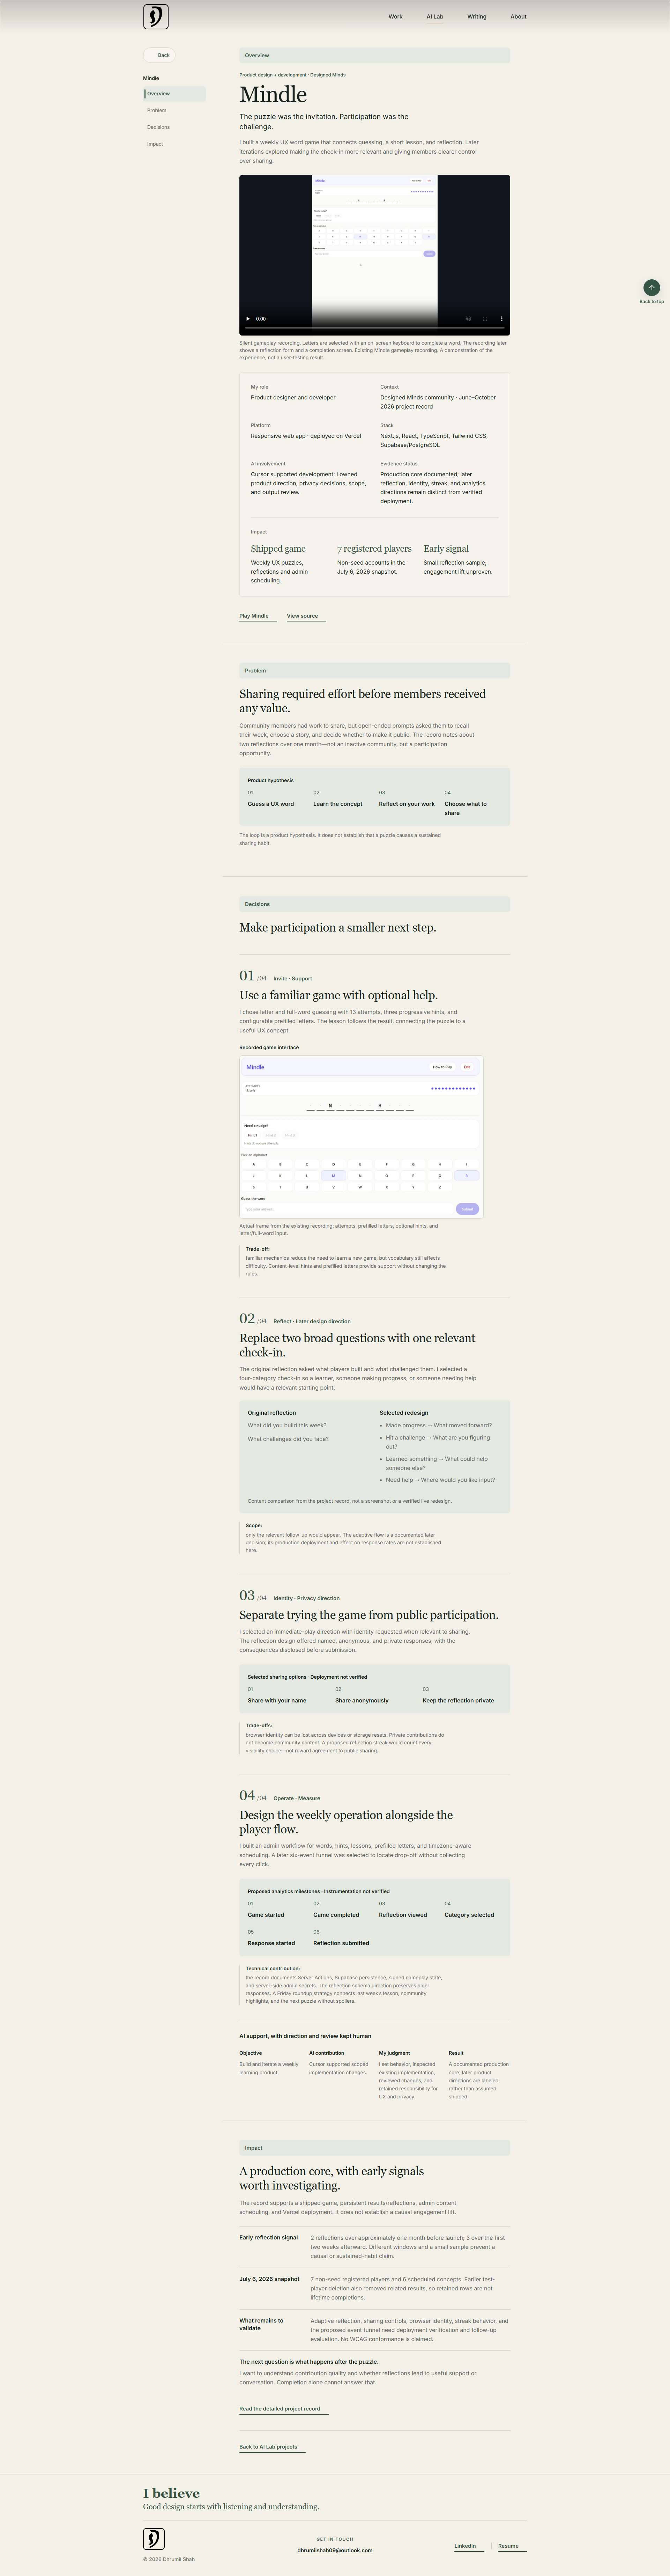 Work AI Lab Writing About
Back
Mindle
Overview
Problem
Decisions
Impact
Overview
Product design + development · Designed Minds
Mindle
The puzzle was the invitation. Participation was the
challenge.
I built a weekly UX word game that connects guessing, a short lesson, and reflection. Later
iterations explored making the check-in more relevant and giving members clearer control
over sharing.
0:00
Back to top
Silent gameplay recording. Letters are selected with an on-screen keyboard to complete a word. The recording later
shows a reflection form and a completion screen. Existing Mindle gameplay recording. A demonstration of the
experience, not a user-testing result.
My role
Product designer and developer
Context
Designed Minds community · June–October
2026 project record
Platform
Responsive web app · deployed on Vercel
Stack
Next.js, React, TypeScript, Tailwind CSS,
Supabase/PostgreSQL
AI involvement
Cursor supported development; I owned
product direction, privacy decisions, scope,
and output review.
Evidence status
Production core documented; later
reflection, identity, streak, and analytics
directions remain distinct from verified
deployment.
Impact
Shipped game
Weekly UX puzzles,
reflections and admin
scheduling.
7 registered players
Non-seed accounts in the
July 6, 2026 snapshot.
Early signal
Small reflection sample;
engagement lift unproven.
Play Mindle
View source
Problem
Sharing required effort before members received
any value.
Community members had work to share, but open-ended prompts asked them to recall
their week, choose a story, and decide whether to make it public. The record notes about
two reflections over one month—not an inactive community, but a participation
opportunity.
Product hypothesis
01
Guess a UX word
02
Learn the concept
03
Reflect on your work
04
Choose what to
share
The loop is a product hypothesis. It does not establish that a puzzle causes a sustained
sharing habit.
Decisions
Make participation a smaller next step.
01 /04 Invite · Support
Use a familiar game with optional help.
I chose letter and full-word guessing with 13 attempts, three progressive hints, and
configurable prefilled letters. The lesson follows the result, connecting the puzzle to a
useful UX concept.
Recorded game interface
Mindle
How to Play
Exit
ATTEMPTS
13 left
M R
Need a nudge?
Hint 1 Hint 2 Hint 3
Pick an alphabet
A B C D E F G H I
J K L M N O P Q R
S T U V W X Y Z
Guess the word
Type your answer
Submit
Actual frame from the existing recording: attempts, prefilled letters, optional hints, and
letter/full-word input.
Trade-off:
familiar mechanics reduce the need to learn a new game, but vocabulary still affects
difficulty. Content-level hints and prefilled letters provide support without changing the
rules.
02 /04 Reflect · Later design direction
Replace two broad questions with one relevant
check-in.
The original reflection asked what players built and what challenged them. I selected a
four-category check-in so a learner, someone making progress, or someone needing help
would have a relevant starting point.
Original reflection
What did you build this week?
What challenges did you face?
Selected redesign
• Made progress → What moved forward?
• Hit a challenge → What are you figuring
out?
• Learned something → What could help
someone else?
• Need help → Where would you like input?
Content comparison from the project record, not a screenshot or a verified live redesign.
Scope:
only the relevant follow-up would appear. The adaptive flow is a documented later
decision; its production deployment and effect on response rates are not established
here.
03 /04 Identity · Privacy direction
Separate trying the game from public participation.
I selected an immediate-play direction with identity requested when relevant to sharing.
The reflection design offered named, anonymous, and private responses, with the
consequences disclosed before submission.
Selected sharing options · Deployment not verified
01
Share with your name
02
Share anonymously
03
Keep the reflection private
Trade-offs:
browser identity can be lost across devices or storage resets. Private contributions do
not become community content. A proposed reflection streak would count every
visibility choice—not reward agreement to public sharing.
04 /04 Operate · Measure
Design the weekly operation alongside the
player flow.
I built an admin workflow for words, hints, lessons, prefilled letters, and timezone-aware
scheduling. A later six-event funnel was selected to locate drop-off without collecting
every click.
Proposed analytics milestones · Instrumentation not verified
01
Game started
02
Game completed
03
Reflection viewed
04
Category selected
05
Response started
06
Reflection submitted
Technical contribution:
the record documents Server Actions, Supabase persistence, signed gameplay state,
and server-side admin secrets. The reflection scheme direction preserves older
responses. A Friday roundup strategy connects last week's lesson, community
highlights, and the next puzzle without spoilers.
AI support, with direction and review kept human
Objective
Build and iterate a weekly
learning product.
AI contribution
Cursor supported scoped
implementation changes.
My judgment
I set behavior, inspected
existing implementation,
reviewed changes, and
retained responsibility for
UX and privacy.
Result
A documented production
core; later product
directions are labeled
rather than assumed
shipped.
Impact
A production core, with early signals
worth investigating.
The record supports a shipped game, persistent results/reflections, admin content
scheduling, and Vercel deployment. It does not establish a causal engagement lift.
Early reflection signal
2 reflections over approximately one month before launch; 3 over the first
two weeks afterward. Different windows and a small sample prevent a
causal or sustained-habit claim.
July 6, 2026 snapshot
7 non-seed registered players and 6 scheduled concepts. Earlier test-
player deletion also removed related results, so retained rows are not
lifetime completions.
What remains to
validate
Adaptive reflection, sharing controls, browser identity, streak behavior, and
the proposed event funnel need deployment verification and follow-up
evaluation. No WCAG conformance is claimed.
The next question is what happens after the puzzle.
I want to understand contribution quality and whether reflections lead to useful support or
conversation. Completion alone cannot answer that.
Read the detailed project record
Back to AI Lab projects
I believe
Good design starts with listening and understanding.
© 2026 Dhrumil Shah
GET IN TOUCH
dhrumilshah09@outlook.com
LinkedIn
Resume